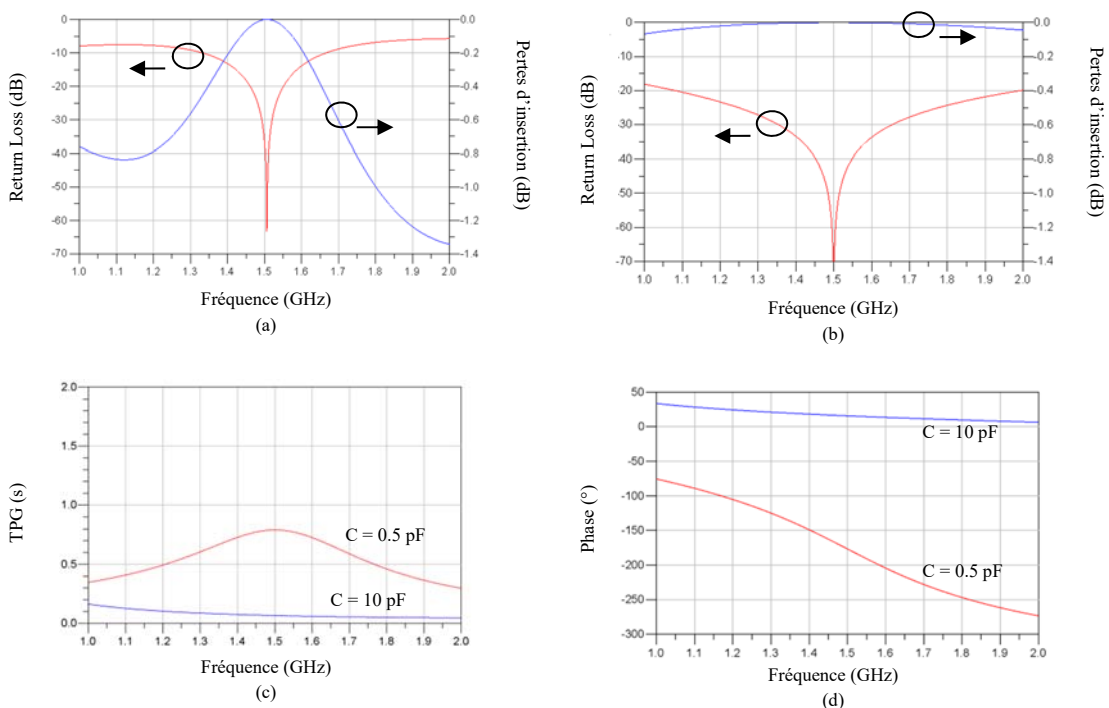 Return Loss (dB)
0
-10
-20
-30
-40
-50
-60
-70
0.0
-0.2
-0.4
-0.6
-0.8
-1.0
-1.2
-1.4
Pertes d’insertion
(dB)
1.0 1.1 1.2 1.3 1.4 1.5 1.6 1.7 1.8 1.9 2.0
Fréquence (GHz)
(a)
Return Loss (dB)
0
-10
20
-30
-40
-50
-60
-70
0.0
-0.2
-0.4
-0.6
-0.8
-1.0
-1.2
-1.4
Pertes d’insertion
(dB)
1.0 1.1 1.2 1.3 1.4 1.5 1.6 1.7 1.8 1.9 2.0
Fréquence (GHz)
(b)
TPG (s)
2.0
1.5
1.0
0.5
0.0
C = 0.5 pF
C = 10 pF
1.0 1.1 1.2 1.3 1.4 1.5 1.6 1.7 1.8 1.9 2.0
Fréquence (GHz)
(c)
Phase (°)
50
0
-50
-100
-150
-200
-250
-300
C = 10 pF
C = 0.5 pF
1.0 1.1 1.2 1.3 1.4 1.5 1.6 1.7 1.8 1.9 2.0
Fréquence (GHz)
(d)